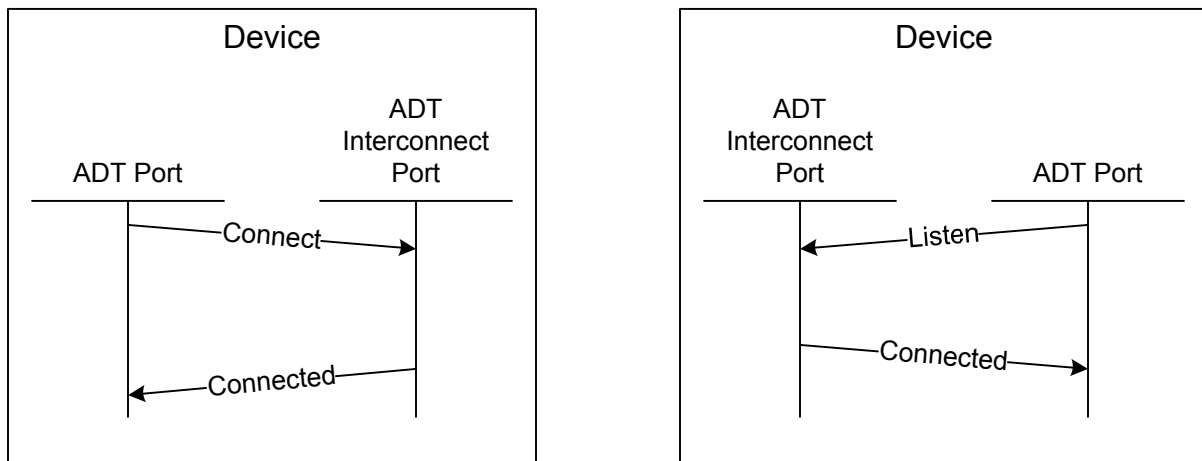 Device
ADT
Interconnect
Port
ADT Port
Connect
Connected
Device
ADT
Interconnect
Port
ADT Port
Listen
Connected